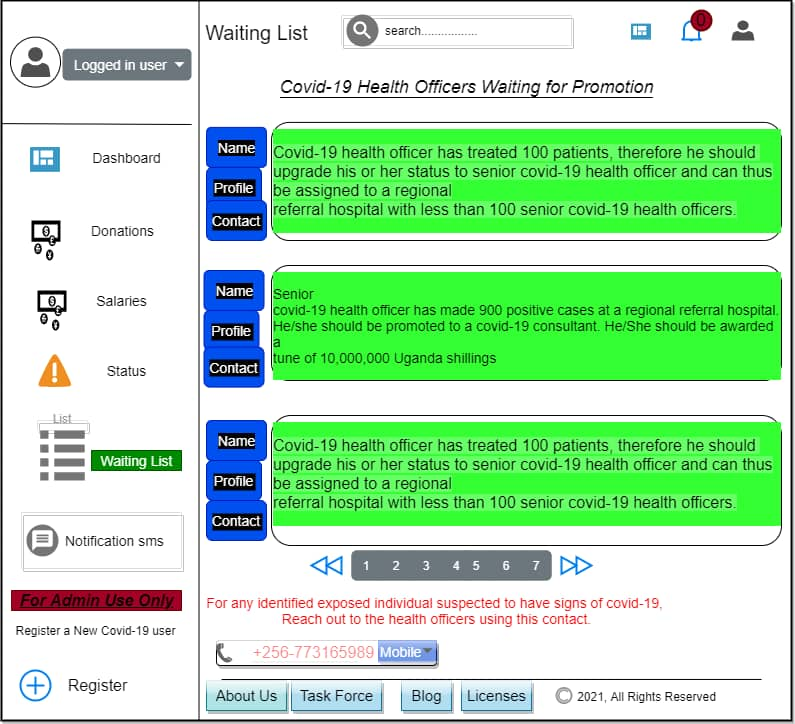 Logged in user
Dashboard
Donations
Salaries
Status
List
Waiting List
Notification sms
For Admin Use Only
Register a New Covid-19 user
Register
Waiting List
search.................
0
Covid-19 Health Officers Waiting for Promotion
Name
Profile
Contact
Covid-19 health officer has treated 100 patients, therefore he should
upgrade his or her status to senior covid-19 health officer and can thus
be assigned to a regional
referral hospital with less than 100 senior covid-19 health officers.
Name
Profile
Contact
Senior
covid-19 health officer has made 900 positive cases at a regional referral hospital.
He/she should be promoted to a covid-19 consultant. He/She should be awarded
a
tune of 10,000,000 Uganda shillings
Name
Profile
Contact
Covid-19 health officer has treated 100 patients, therefore he should
upgrade his or her status to senior covid-19 health officer and can thus
be assigned to a regional
referral hospital with less than 100 senior covid-19 health officers.
1 2 3 4 5 6 7
For any identified exposed individual suspected to have signs of covid-19,
Reach out to the health officers using this contact.
+256-773165989 Mobile
About Us Task Force Blog Licenses © 2021, All Rights Reserved